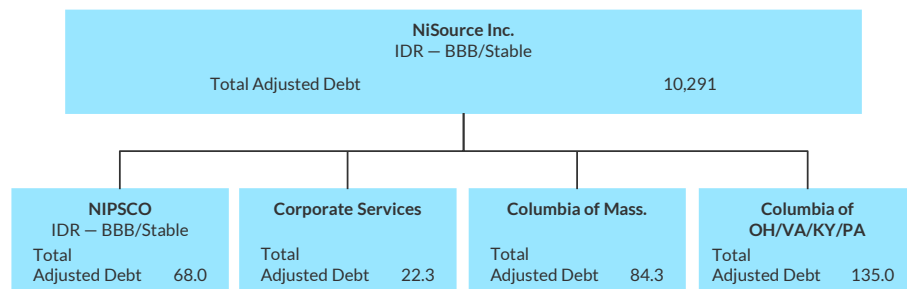 NiSource Inc.
IDR — BBB/Stable
Total Adjusted Debt 10,291
NIPSCO
IDR — BBB/Stable
Total
Adjusted Debt 68.0
Corporate Services
Total
Adjusted Debt 22.3
Columbia of Mass.
Total
Adjusted Debt 84.3
Columbia of
OH/VA/KY/PA
Total
Adjusted Debt 135.0